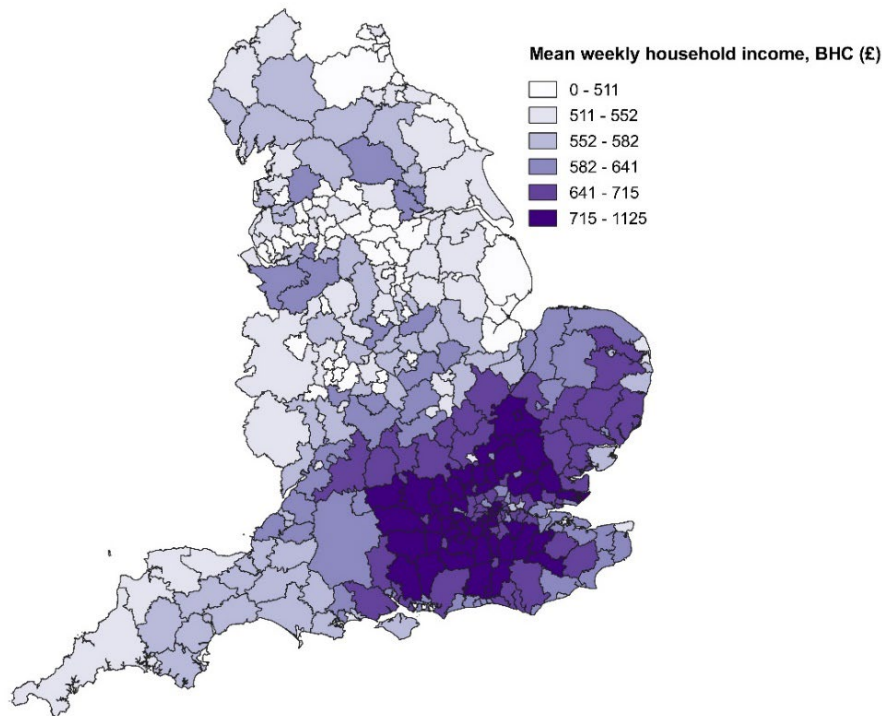 Mean weekly household income, BHC (£)
0 - 511
511 - 552
552 - 582
582 - 641
641 - 715
715 - 1125